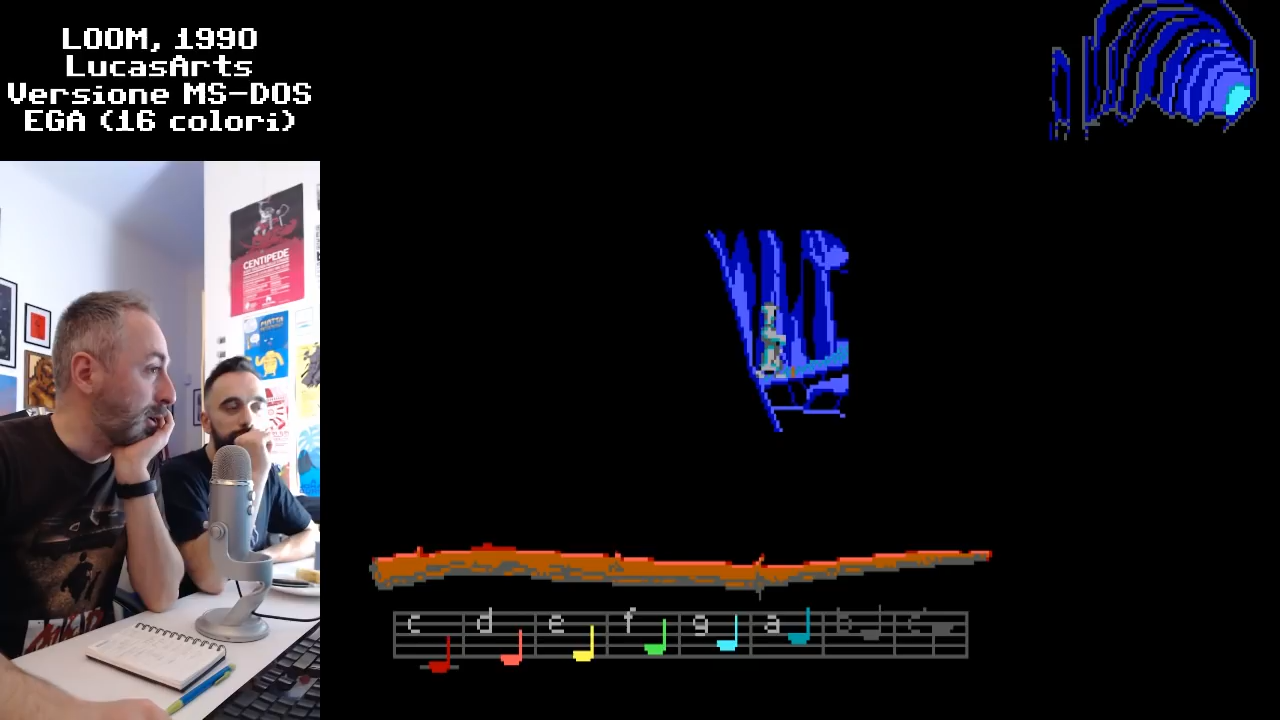 LOOM, 1990
LucasArts
Versione MS-DOS
EGA (16 colori)
CENTIPEDE
c d e f g a b c